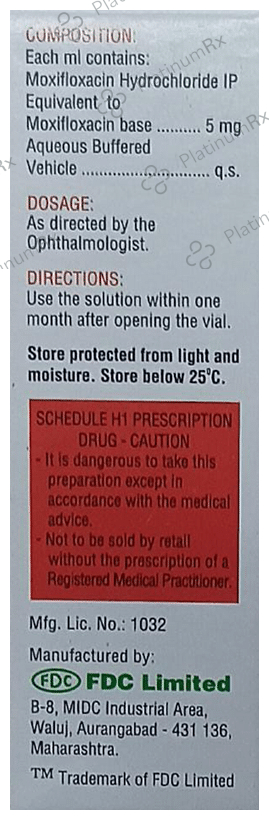 COMPOSITION:
Each ml contains:
Moxifloxacin Hydrochloride IP
Equivalent to
Moxifloxacin base .......... 5 mg
Aqueous Buffered
Vehicle ............................ q.s.
DOSAGE:
As directed by the
Ophthalmologist.
DIRECTIONS:
Use the solution within one
month after opening the vial.
Store protected from light and
moisture. Store below 25°C.
SCHEDULE H1 PRESCRIPTION
DRUG - CAUTION
- It is dangerous to take this
preparation except in
accordance with the medical
advice.
- Not to be sold by retail
without the prescription of a
Registered Medical Practitioner.
Mfg. Lic. No.: 1032
Manufactured by:
FDC FDC Limited
B-8, MIDC Industrial Area,
Waluj, Aurangabad - 431 136,
Maharashtra.
TM Trademark of FDC Limited
PlatinumRx